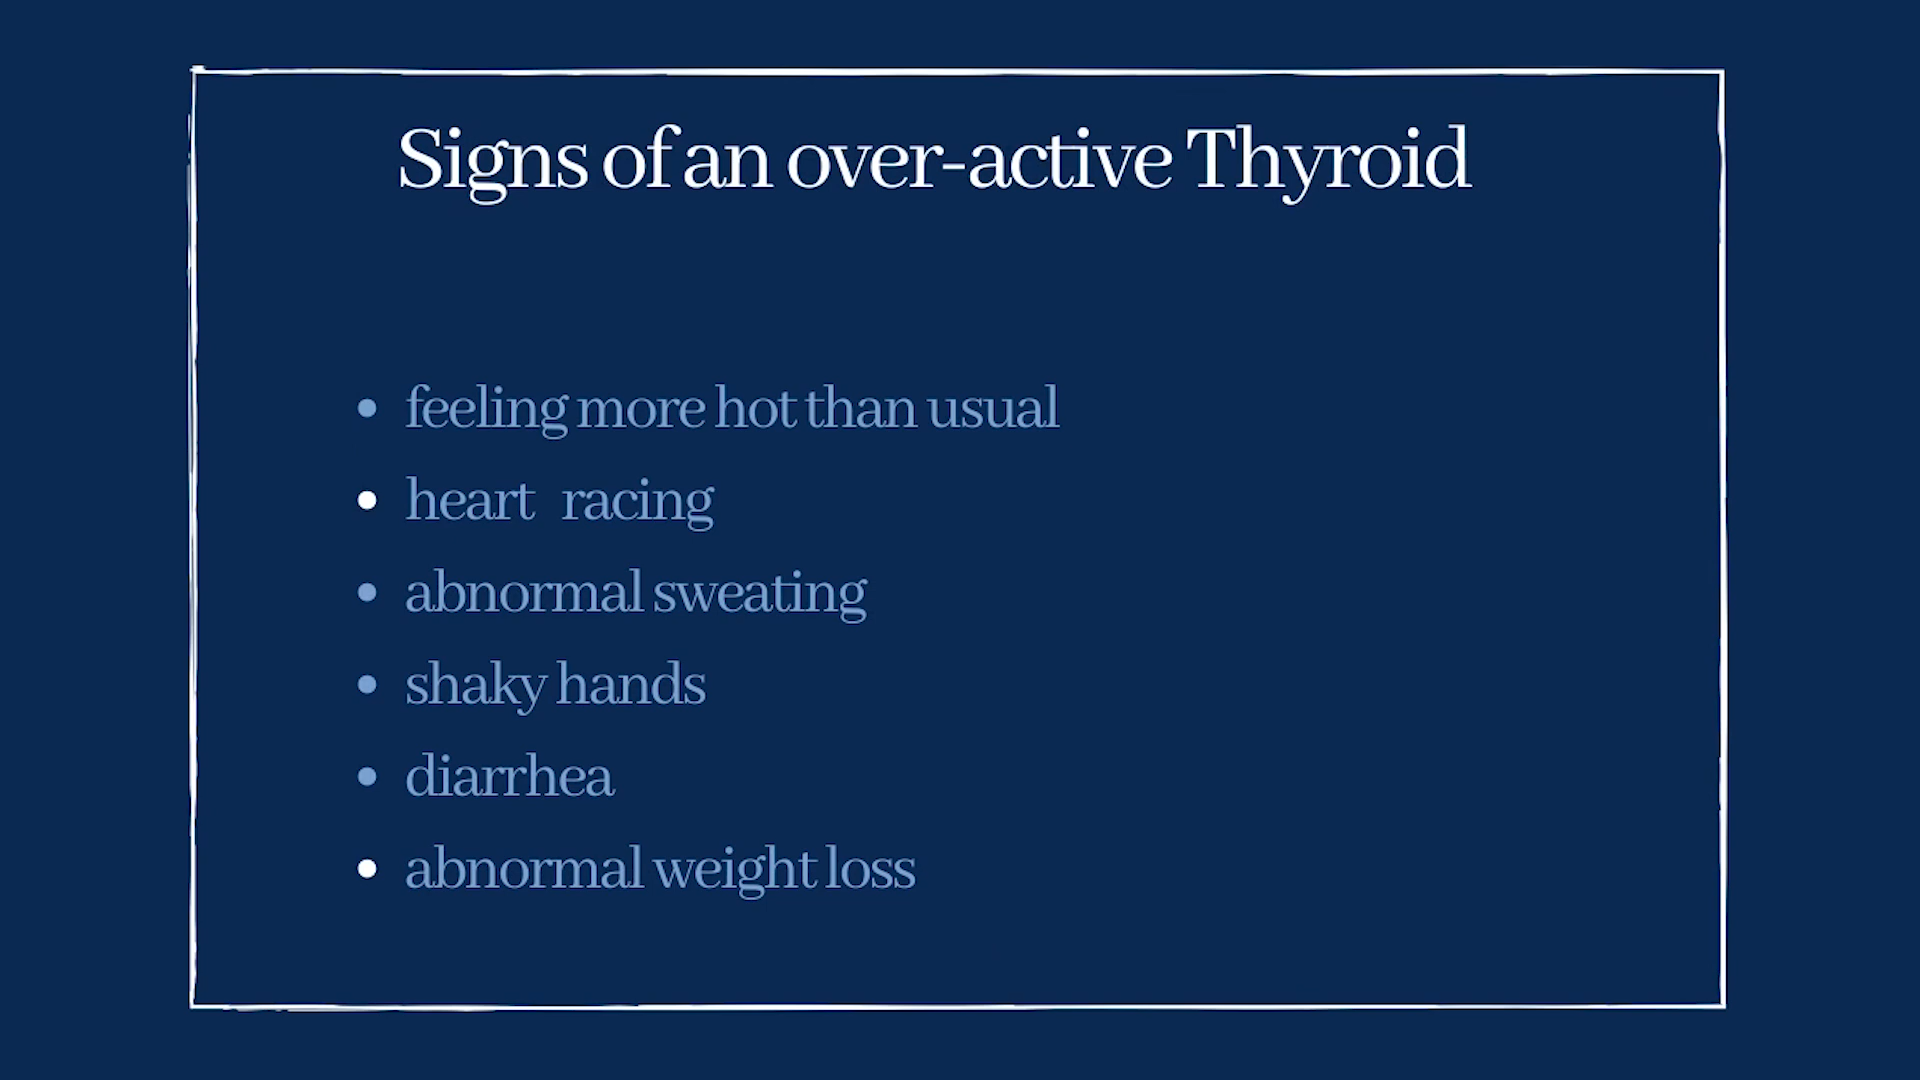 Signs of an over-active Thyroid
• feeling more hot than usual
• heart racing
• abnormal sweating
• shaky hands
• diarrhea
• abnormal weight loss